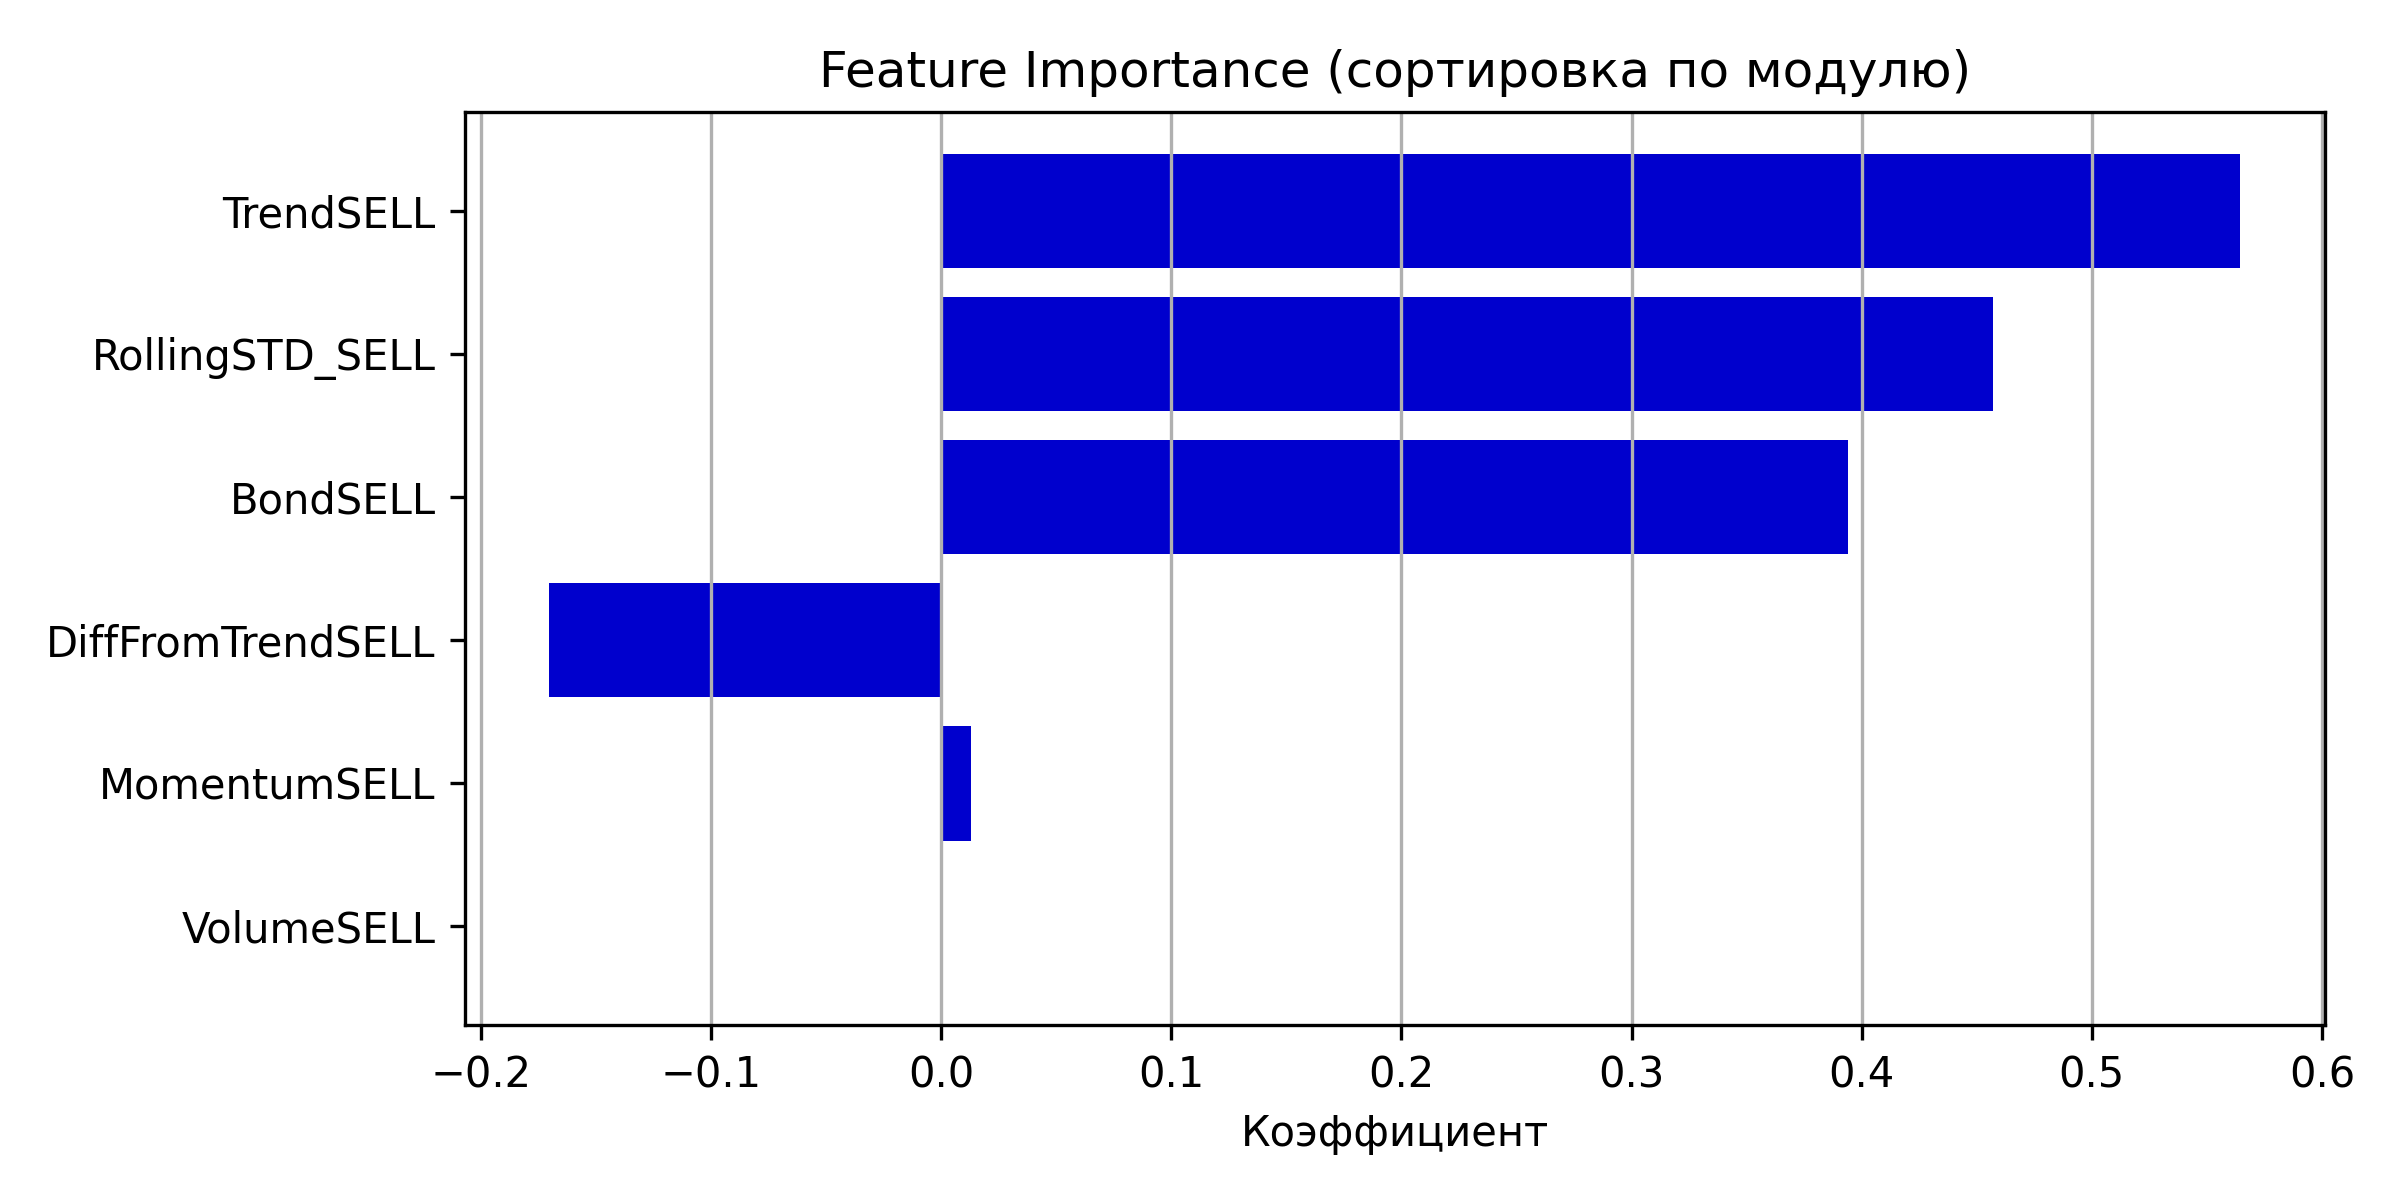 Feature Importance (сортировка по модулю)
TrendSELL
RollingSTD_SELL
BondSELL
DiffFromTrendSELL
MomentumSELL
VolumeSELL
−0.2 −0.1 0.0 0.1 0.2 0.3 0.4 0.5 0.6
Коэффициент